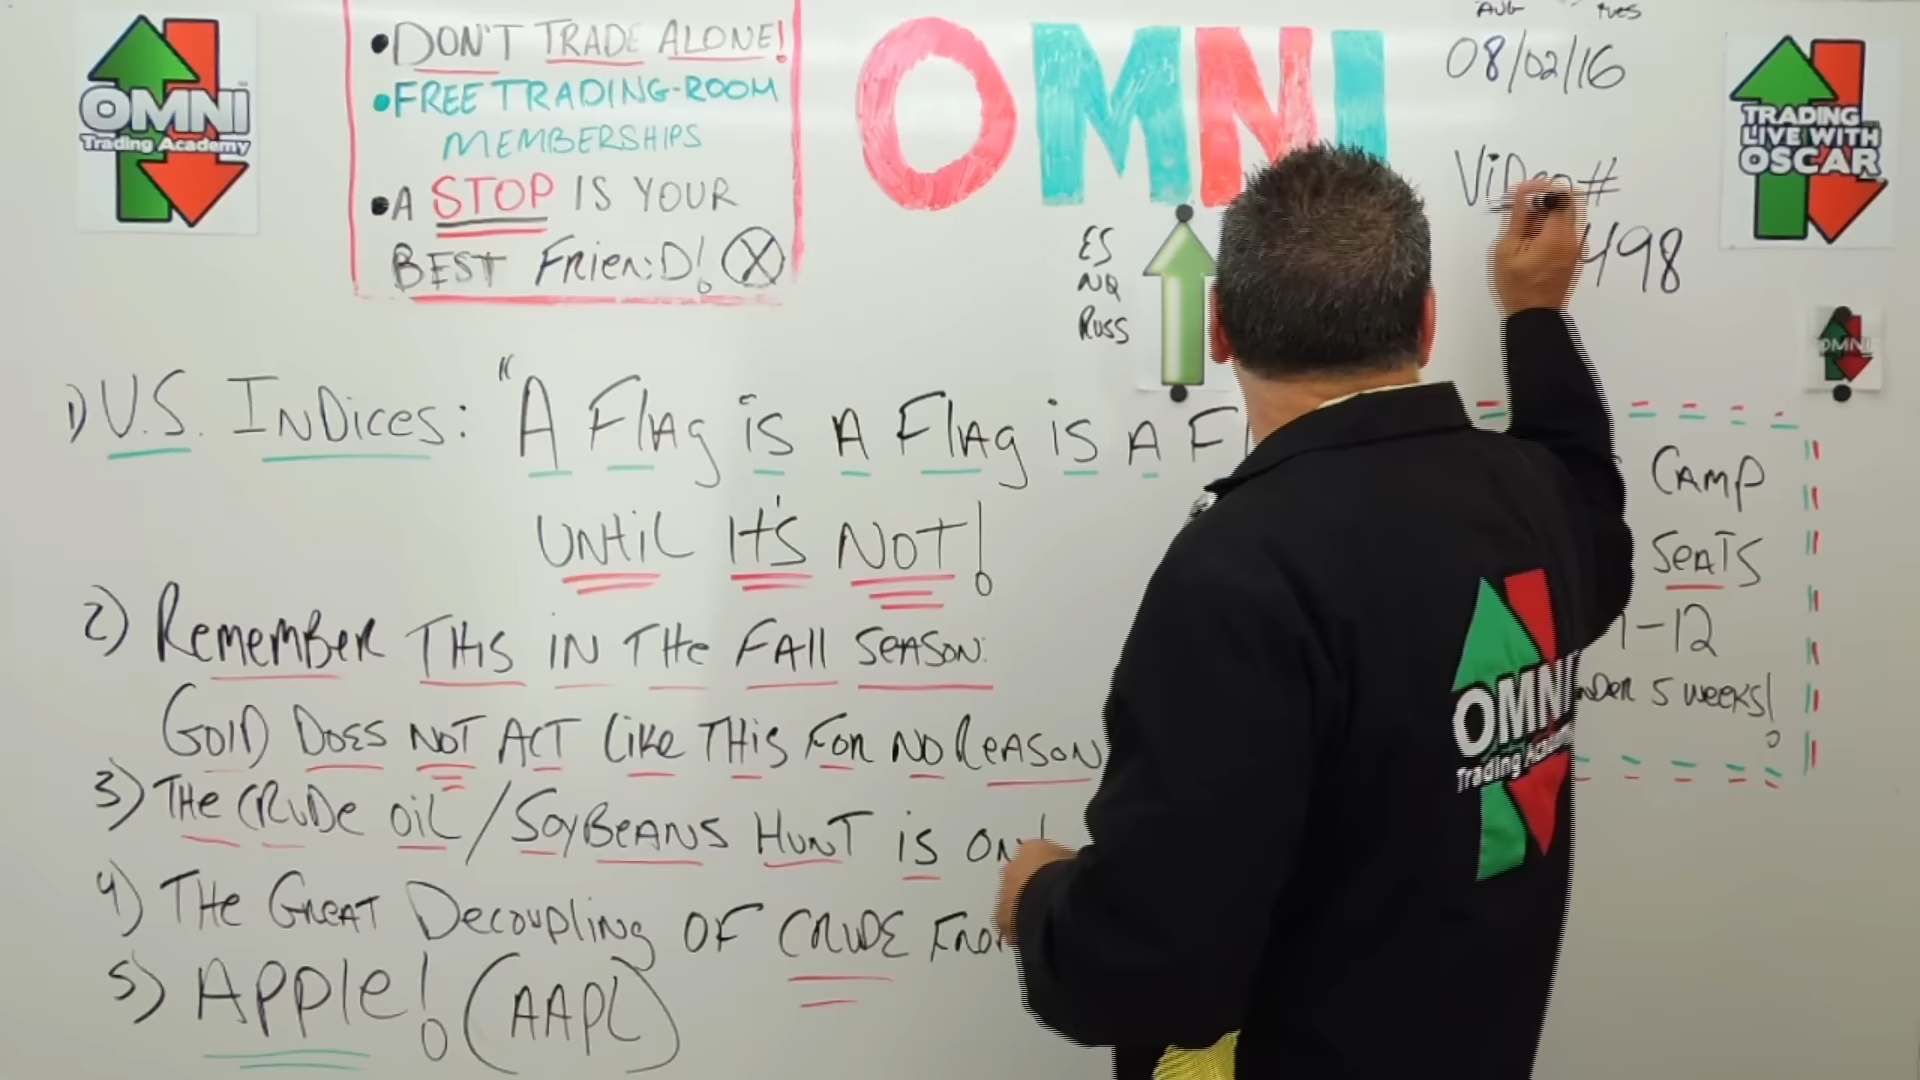 OMNI
Trading Academy
•DON'T TRADE ALONE!
•FREE TRADING-ROOM
MEMBERSHIPS
•A STOP IS YOUR
BEST FRIEND!
OMNI
AUG TUES
08/02/16
VIDEO#
498
TRADING
LIVE WITH
OSCAR
OMNI
ES
NQ
RUSS
1) U.S. INDICES: "A FLAG IS A FLAG IS A FL
UNTIL IT'S NOT!
2) REMEMBER THIS IN THE FALL SEASON:
GOLD DOES NOT ACT LIKE THIS FOR NO REASON
3) THE CRUDE OIL/SOYBEANS HUNT IS ON!
4) THE GREAT DECOUPLING OF CRUDE FROM
5) APPLE! (AAPL)
CAMP
SEATS
-12
5 WEEKS!
OMNI
Trading Academy